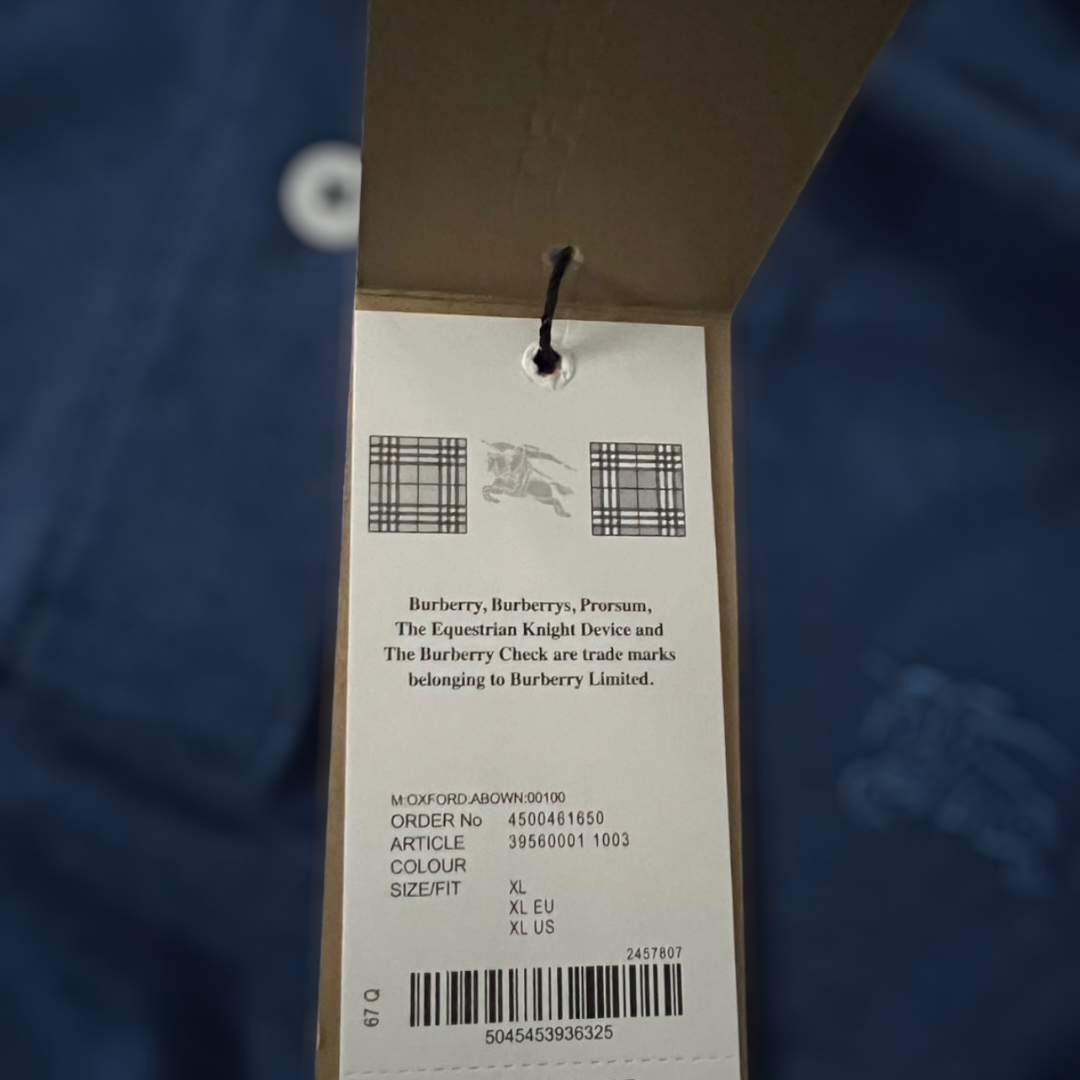 Burberry, Burberrys, Prorsum,
The Equestrian Knight Device and
The Burberry Check are trade marks
belonging to Burberry Limited.
M:OXFORD:ABOWN:00100
ORDER No 4500461650
ARTICLE 39560001 1003
COLOUR
SIZE/FIT XL
XL EU
XL US
2457807
67 Q
5045453936325